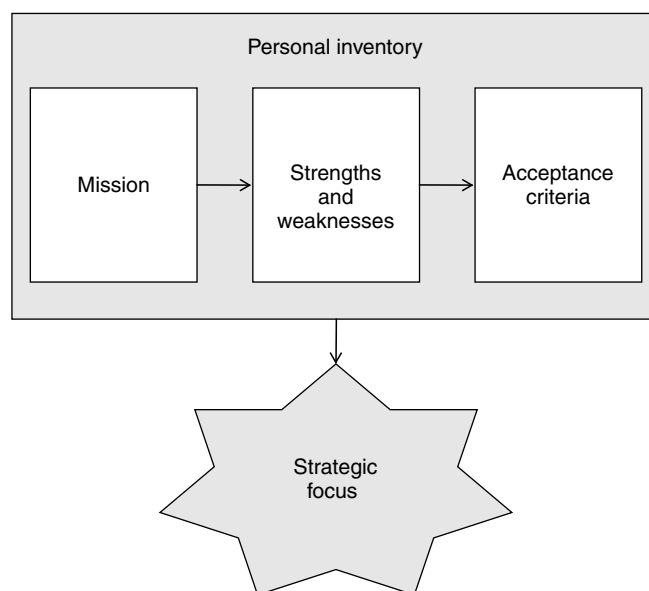 Personal inventory
Mission
Strengths
and
weaknesses
Acceptance
criteria
Strategic
focus